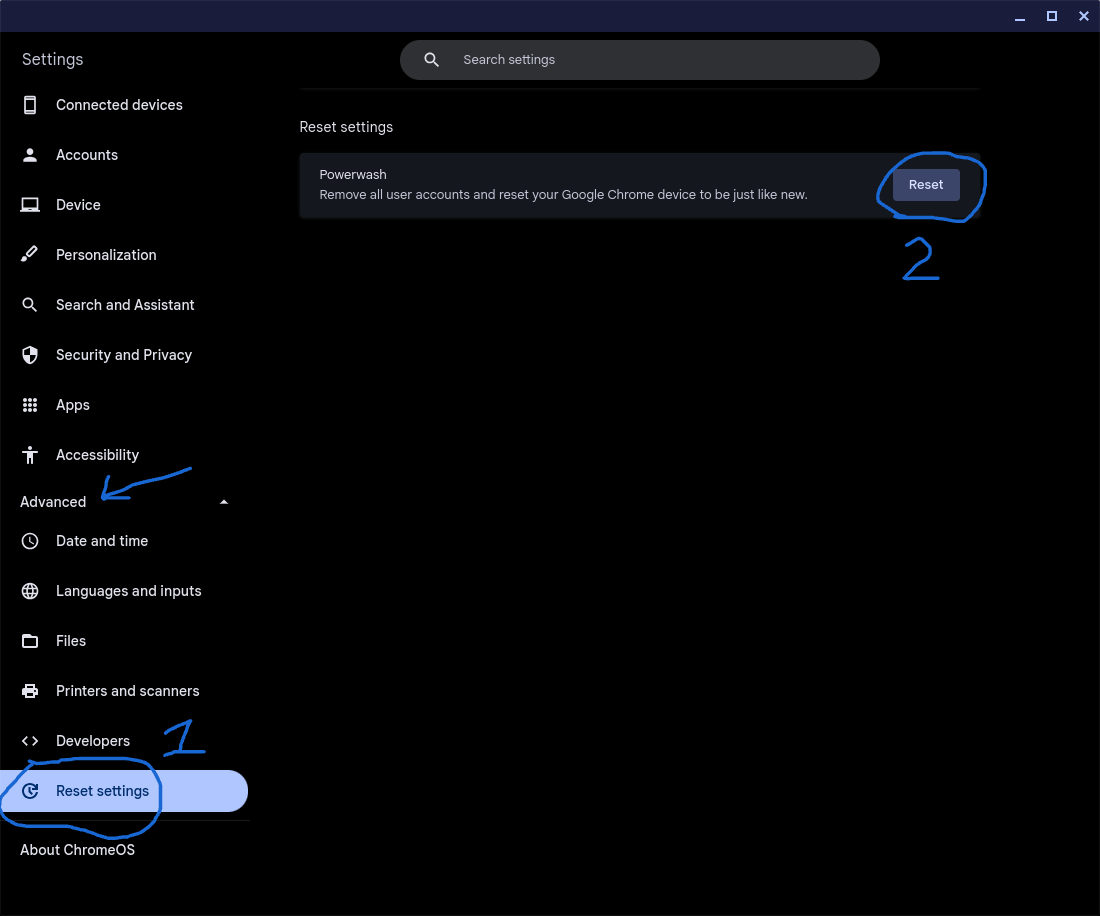 Settings
Search settings
Connected devices
Accounts
Device
Personalization
Search and Assistant
Security and Privacy
Apps
Accessibility
Advanced
Date and time
Languages and inputs
Files
Printers and scanners
Developers
1
Reset settings
About ChromeOS
Reset settings
Powerwash
Remove all user accounts and reset your Google Chrome device to be just like new.
Reset
2